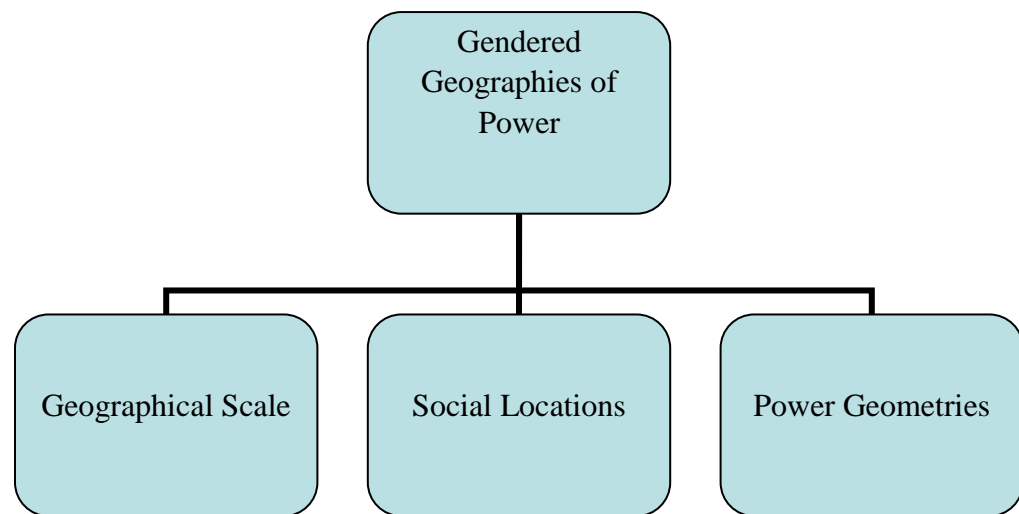 Gendered
Geographies of
Power
Geographical Scale
Social Locations
Power Geometries